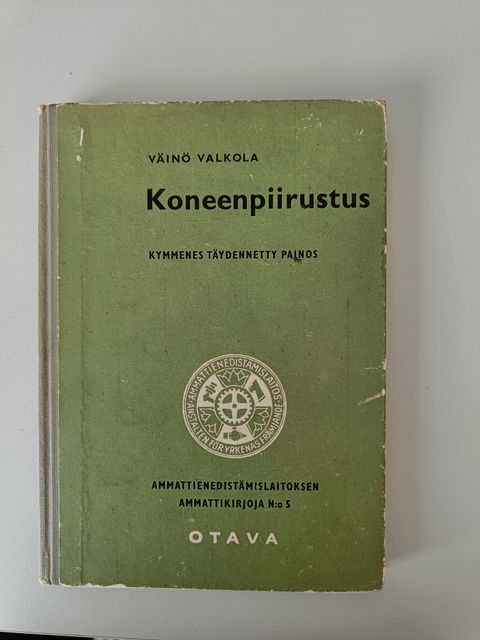 VÄINÖ VALKOLA
Koneenpiirustus
KYMMENES TÄYDENNETTY PAINOS
· AMMATTIENEDISTÄMISLAITOS ·
ANSTALTEN FÖR YRKENAS FRÄMJANDE
AMMATTIENEDISTÄMISLAITOKSEN
AMMATTIKIRJOJA N:o 5
OTAVA